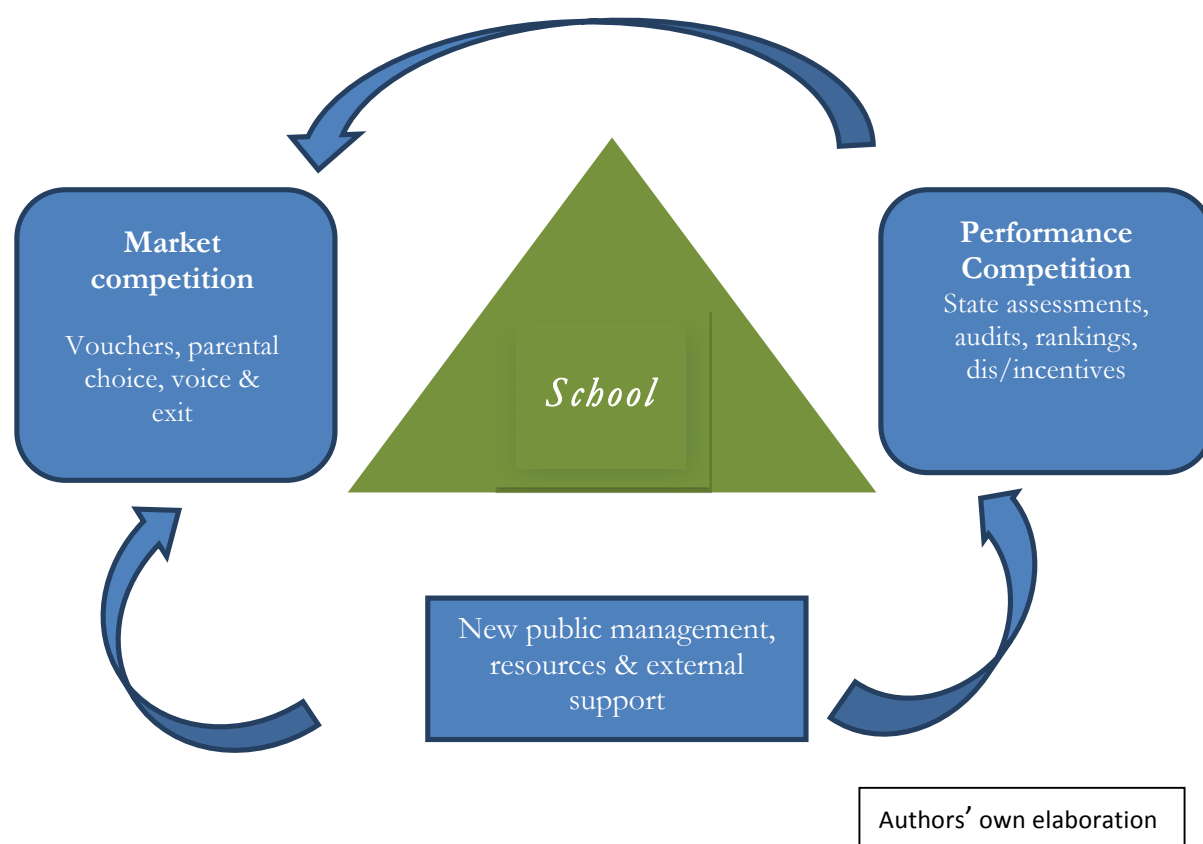 Market
competition
Vouchers, parental
choice, voice &
exit
School
Performance
Competition
State assessments,
audits, rankings,
dis/incentives
New public management,
resources & external
support
Authors’ own elaboration